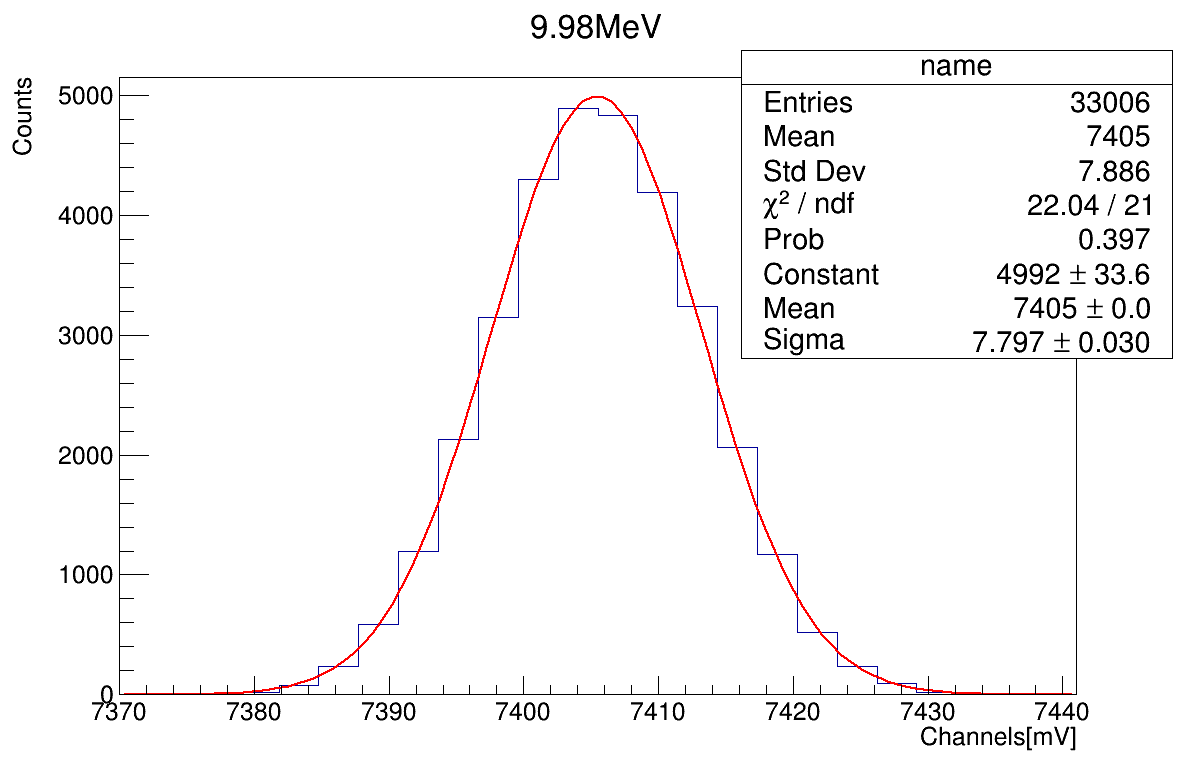 9.98MeV
Counts
name
Entries 33006
Mean 7405
Std Dev 7.886
χ² / ndf 22.04 / 21
Prob 0.397
Constant 4992 ± 33.6
Mean 7405 ± 0.0
Sigma 7.797 ± 0.030
5000
4000
3000
2000
1000
0
7370 7380 7390 7400 7410 7420 7430 7440
Channels[mV]